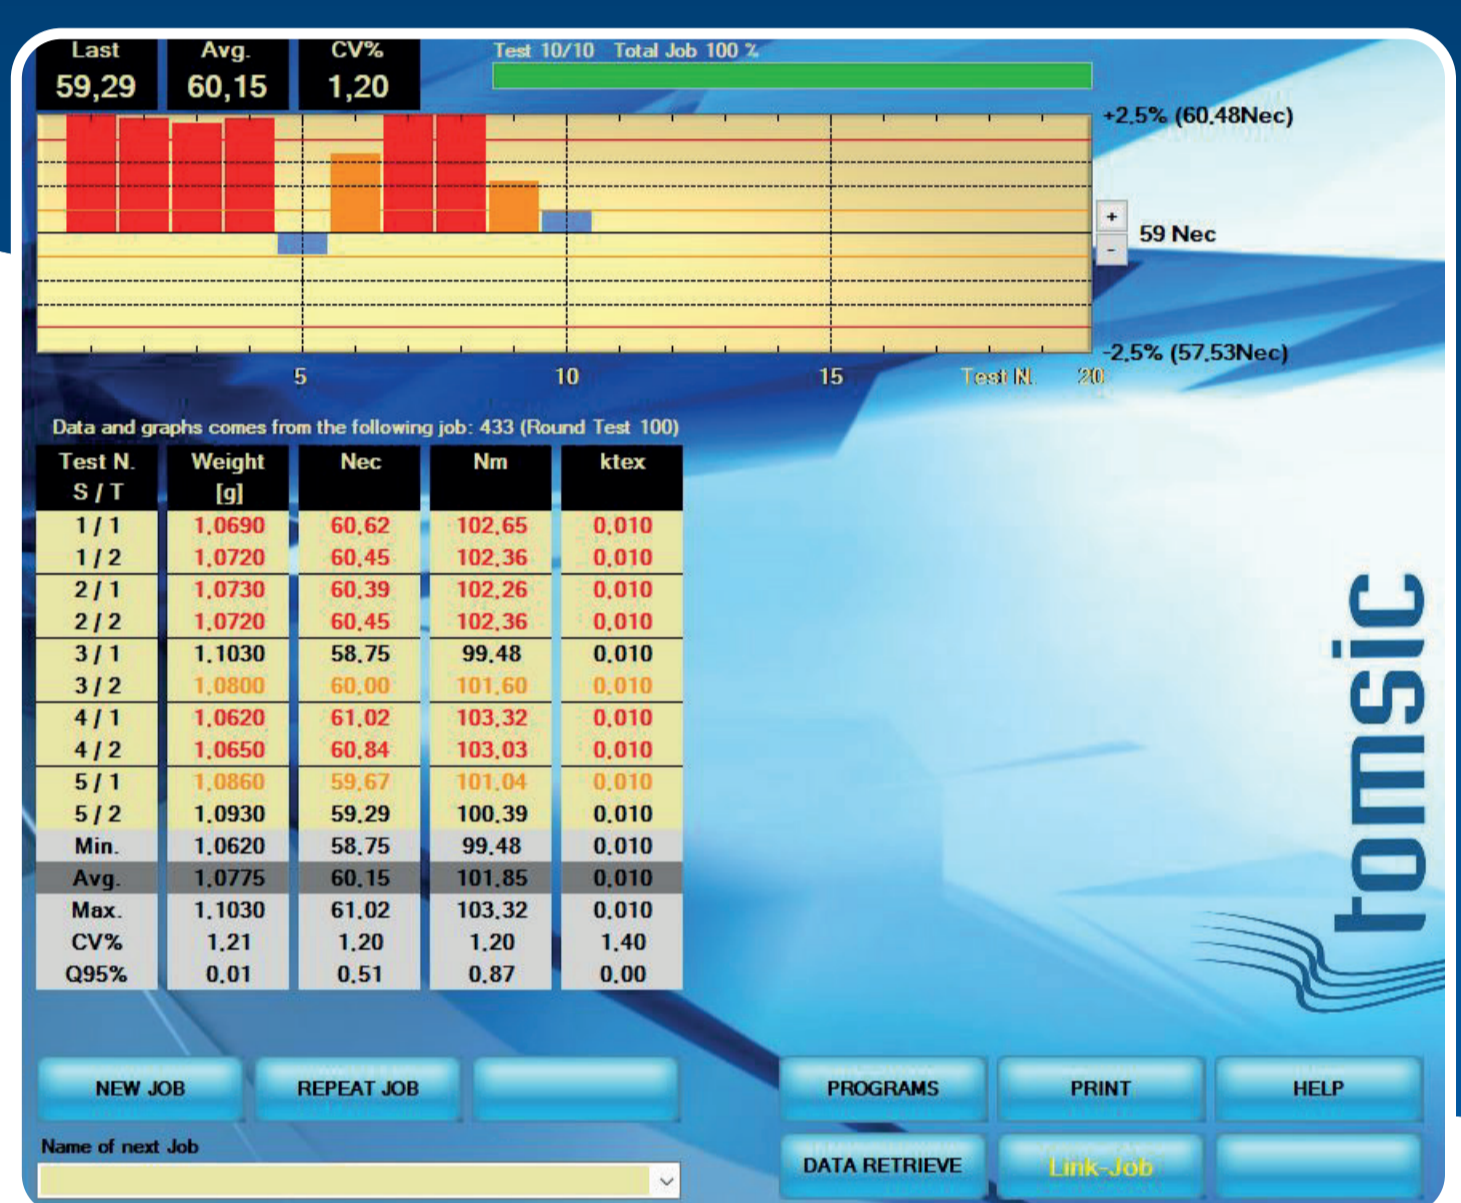 Last Avg. CV% Test 10/10 Total Job 100 %
59,29 60,15 1,20
+2.5% (60.48Nec)
+
59 Nec
-
-2.5% (57.53Nec)
5 10 15 Test N. 20
Data and graphs comes from the following job: 433 (Round Test 100)
Test N. Weight Nec Nm ktex
S / T [g]
1 / 1 1.0690 60.62 102.65 0.010
1 / 2 1.0720 60.45 102.36 0.010
2 / 1 1.0730 60.39 102.26 0.010
2 / 2 1.0720 60.45 102.36 0.010
3 / 1 1.1030 58.75 99.48 0.010
3 / 2 1.0800 60.00 101.60 0.010
4 / 1 1.0620 61.02 103.32 0.010
4 / 2 1.0650 60.84 103.03 0.010
5 / 1 1.0860 59.67 101.04 0.010
5 / 2 1.0930 59.29 100.39 0.010
Min. 1.0620 58.75 99.48 0.010
Avg. 1.0775 60.15 101.85 0.010
Max. 1.1030 61.02 103.32 0.010
CV% 1.21 1.20 1.20 1.40
Q95% 0.01 0.51 0.87 0.00
tomsic
NEW JOB REPEAT JOB PROGRAMS PRINT HELP
Name of next Job
DATA RETRIEVE Link-Job